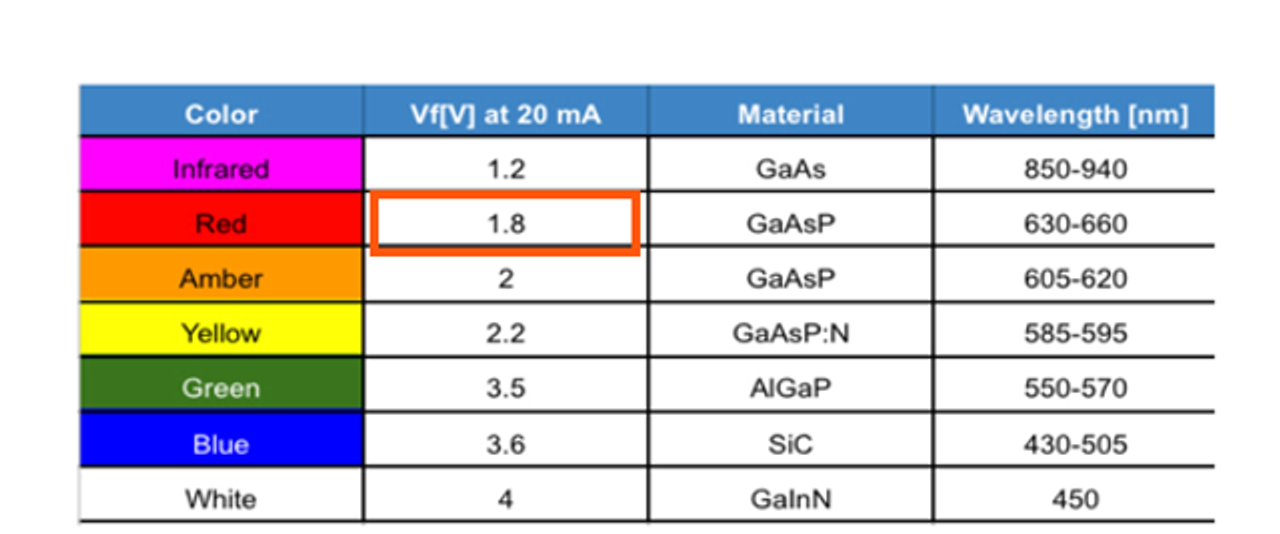 Color Vf[V] at 20 mA Material Wavelength [nm]
Infrared 1.2 GaAs 850-940
Red 1.8 GaAsP 630-660
Amber 2 GaAsP 605-620
Yellow 2.2 GaAsP:N 585-595
Green 3.5 AlGaP 550-570
Blue 3.6 SiC 430-505
White 4 GaInN 450